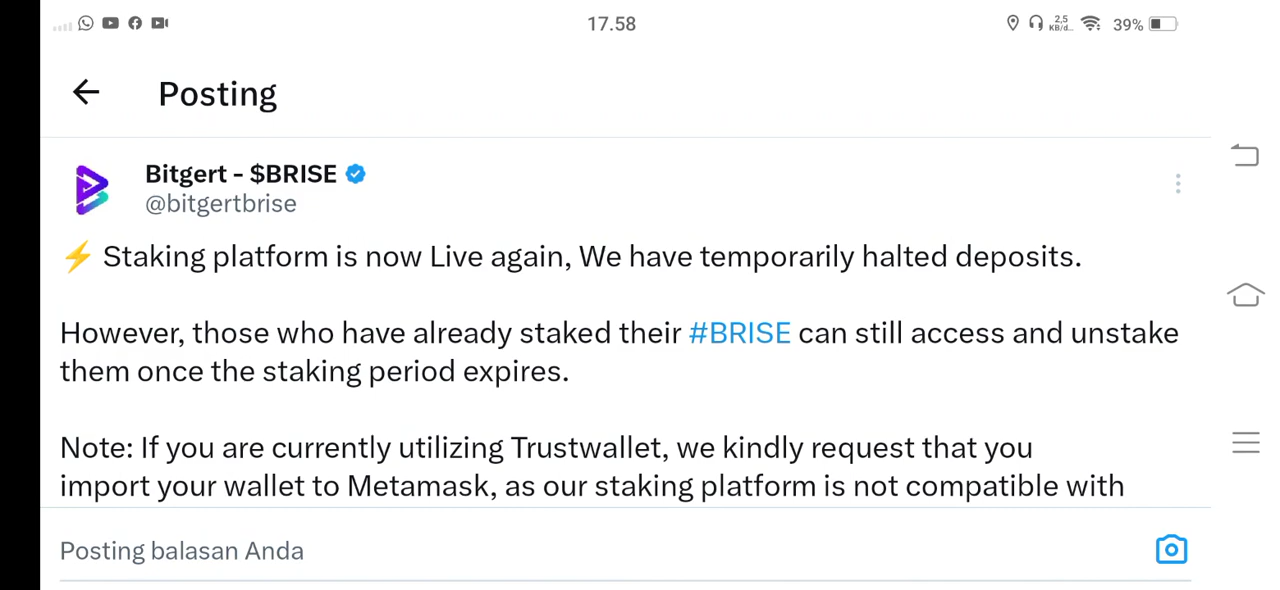 17.58
2,5
KB/d...
39%
Posting
Bitgert - $BRISE
@bitgertbrise
⚡ Staking platform is now Live again, We have temporarily halted deposits.
However, those who have already staked their #BRISE can still access and unstake
them once the staking period expires.
Note: If you are currently utilizing Trustwallet, we kindly request that you
import your wallet to Metamask, as our staking platform is not compatible with
Posting balasan Anda